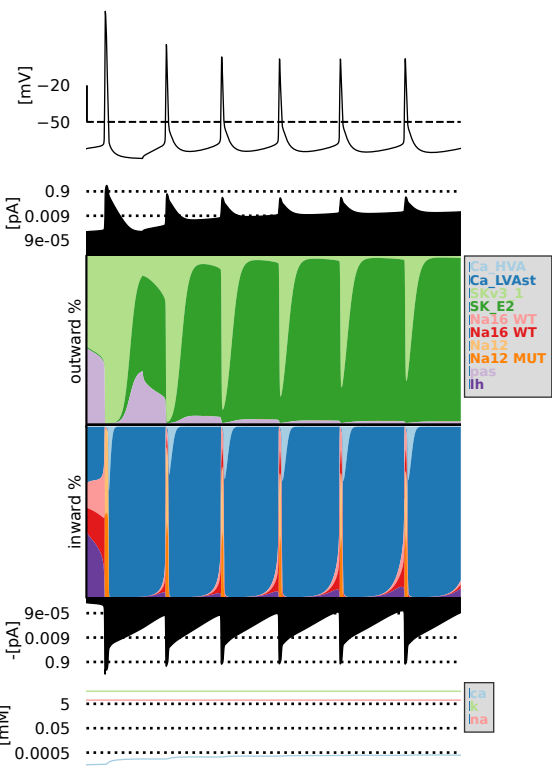 −20
[mV]
−50
0.9
[pA]
0.009
9e-05
outward %
Ca_HVA
Ca_LVAst
SKv3_1
SK_E2
Na16 WT
Na16 WT
Na12
Na12 MUT
pas
Ih
inward %
9e-05
-[pA]
0.009
0.9
ca
k
na
5
[mM]
0.05
0.0005